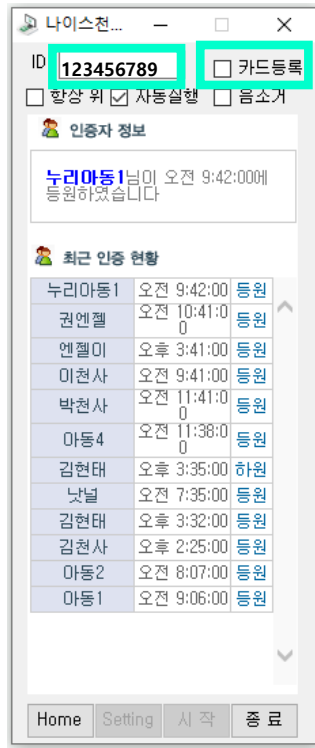 나이스천...
ID 123456789 카드등록
항상 위 자동실행 음소거
인증자 정보
누리아동1님이 오전 9:42:00에
등원하였습니다
최근 인증 현황
누리아동1 오전 9:42:00 등원
권엔젤 오전 10:41:00 등원
엔젤이 오후 3:41:00 등원
이천사 오전 9:41:00 등원
박천사 오전 11:41:00 등원
아동4 오전 11:38:00 등원
김현태 오후 3:35:00 하원
낫널 오전 7:35:00 등원
김현태 오후 3:32:00 등원
김천사 오후 2:25:00 등원
아동2 오전 8:07:00 등원
아동1 오전 9:06:00 등원
Home Setting 시 작 종 료